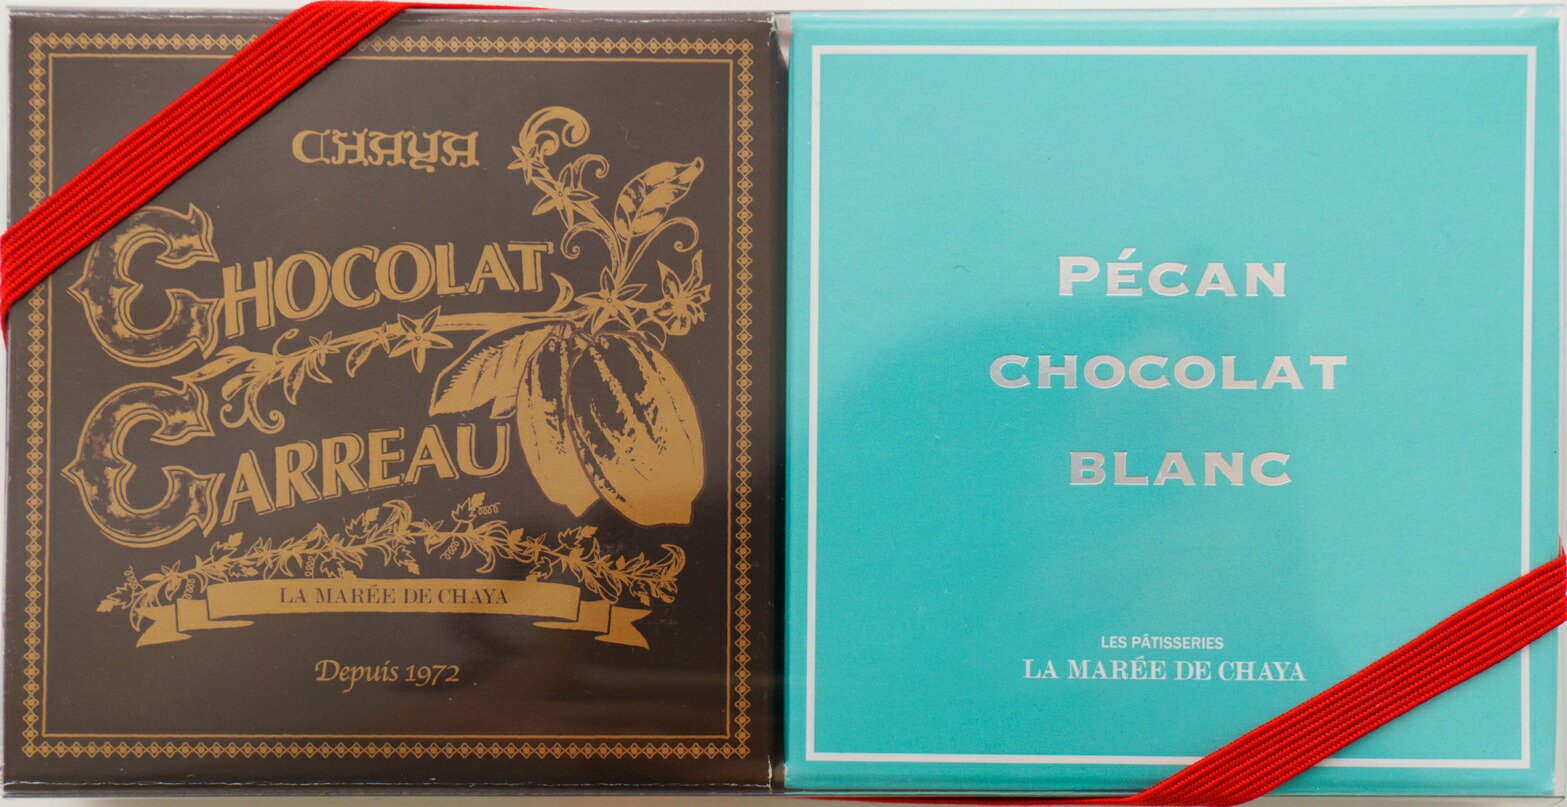 CHAYA
CHOCOLAT
CARREAU
LA MARÉE DE CHAYA
Depuis 1972
PÉCAN
CHOCOLAT
BLANC
LES PÂTISSERIES
LA MARÉE DE CHAYA